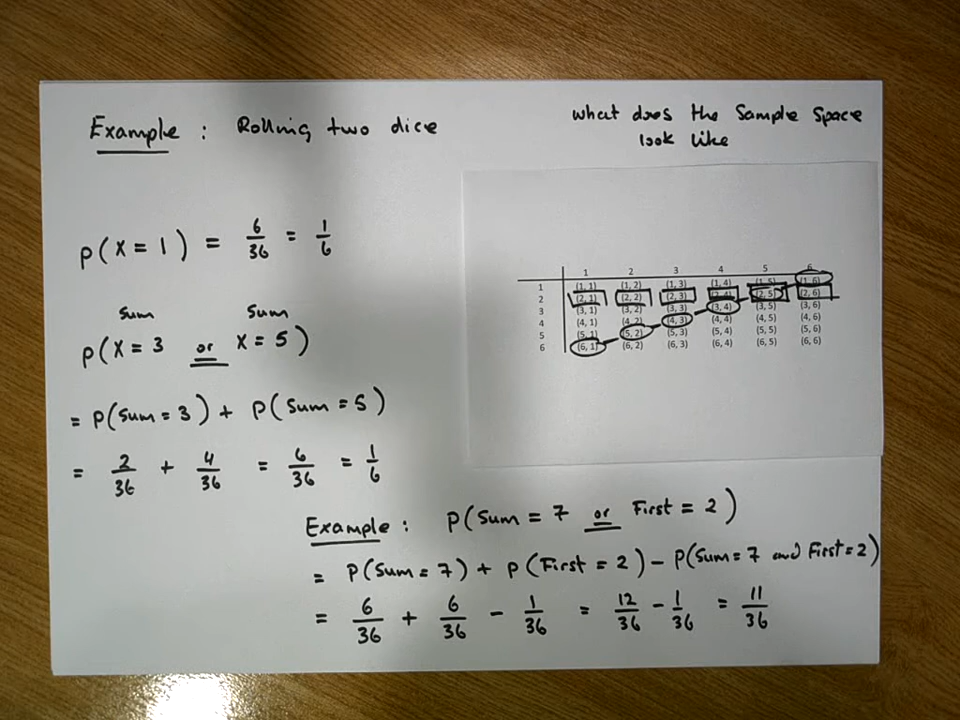 Example : Rolling two dice
what does the Sample Space
look like
P(X = 1) = 6/36 = 1/6
Sum Sum
P(X = 3 or X = 5)
= P(Sum = 3) + P(Sum = 5)
= 2/36 + 4/36 = 6/36 = 1/6
1 2 3 4 5 6
1 (1, 1) (1, 2) (1, 3) (1, 4) (1, 5) (1, 6)
2 (2, 1) (2, 2) (2, 3) (2, 4) (2, 5) (2, 6)
3 (3, 1) (3, 2) (3, 3) (3, 4) (3, 5) (3, 6)
4 (4, 1) (4, 2) (4, 3) (4, 4) (4, 5) (4, 6)
5 (5, 1) (5, 2) (5, 3) (5, 4) (5, 5) (5, 6)
6 (6, 1) (6, 2) (6, 3) (6, 4) (6, 5) (6, 6)
Example : P(Sum = 7 or First = 2)
= P(Sum = 7) + P(First = 2) - P(Sum = 7 and First = 2)
= 6/36 + 6/36 - 1/36 = 12/36 - 1/36 = 11/36